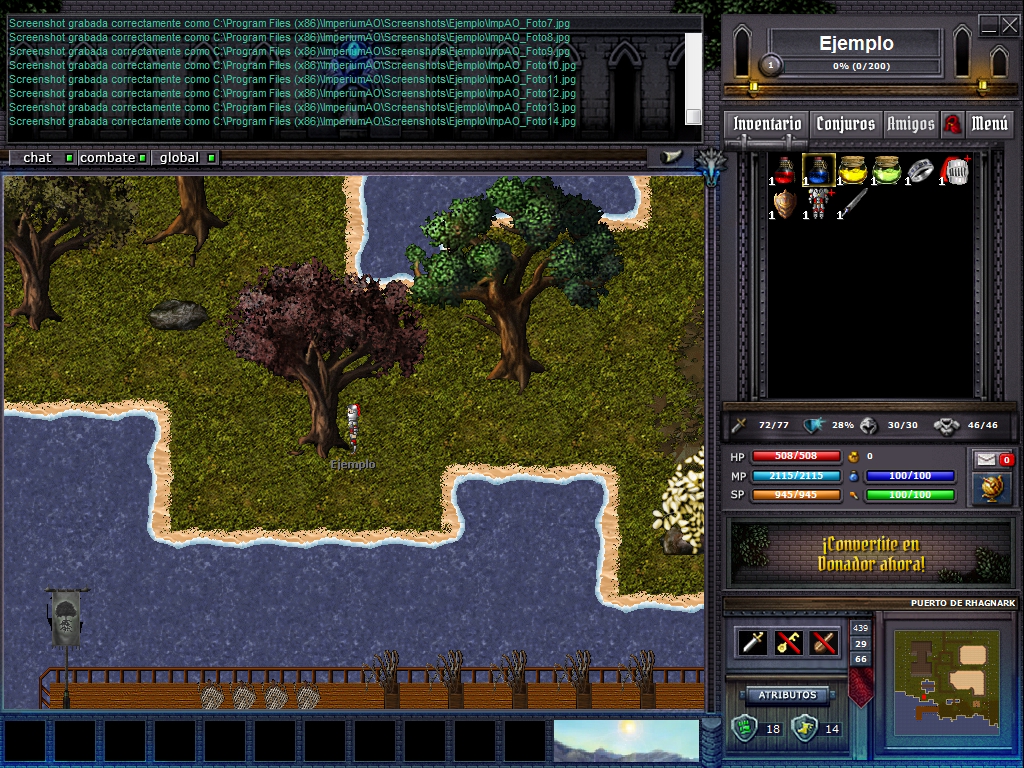 Screenshot grabada correctamente como C:\Program Files (x86)\ImperiumAO\Screenshots\Ejemplo\ImpAO_Foto7.jpg
Screenshot grabada correctamente como C:\Program Files (x86)\ImperiumAO\Screenshots\Ejemplo\ImpAO_Foto8.jpg
Screenshot grabada correctamente como C:\Program Files (x86)\ImperiumAO\Screenshots\Ejemplo\ImpAO_Foto9.jpg
Screenshot grabada correctamente como C:\Program Files (x86)\ImperiumAO\Screenshots\Ejemplo\ImpAO_Foto10.jpg
Screenshot grabada correctamente como C:\Program Files (x86)\ImperiumAO\Screenshots\Ejemplo\ImpAO_Foto11.jpg
Screenshot grabada correctamente como C:\Program Files (x86)\ImperiumAO\Screenshots\Ejemplo\ImpAO_Foto12.jpg
Screenshot grabada correctamente como C:\Program Files (x86)\ImperiumAO\Screenshots\Ejemplo\ImpAO_Foto13.jpg
Screenshot grabada correctamente como C:\Program Files (x86)\ImperiumAO\Screenshots\Ejemplo\ImpAO_Foto14.jpg
chat combate global
Ejemplo
Ejemplo
1 0% (0/200)
Inventario Conjuros Amigos Menú
1 1 1 1 1 1
1 1 1
72/77 28% 30/30 46/46
HP 508/508 0 0
MP 2115/2115 100/100
SP 945/945 100/100
¡Convertite en
Donador ahora!
PUERTO DE RHAGNARK
439
29
66
ATRIBUTOS
18 14